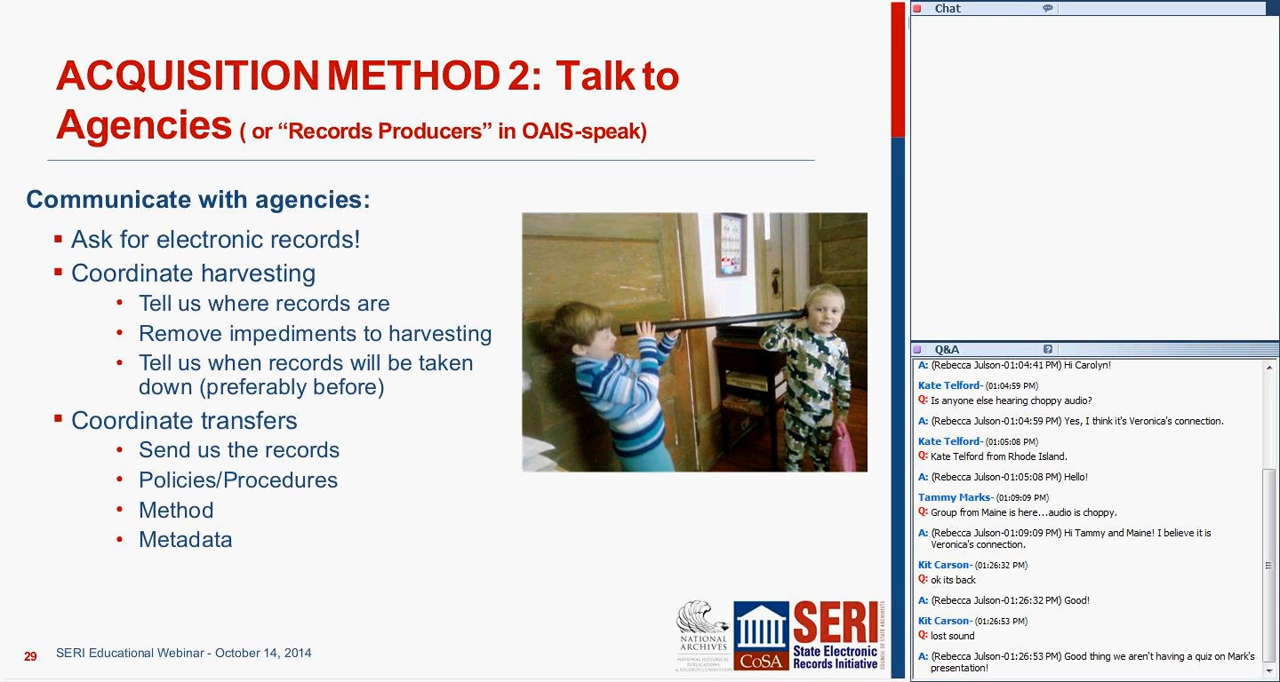 ACQUISITION METHOD 2: Talk to
Agencies ( or “Records Producers” in OAIS-speak)
Communicate with agencies:
Ask for electronic records!
Coordinate harvesting
Tell us where records are
Remove impediments to harvesting
Tell us when records will be taken
down (preferably before)
Coordinate transfers
Send us the records
Policies/Procedures
Method
Metadata
NATIONAL
ARCHIVES
NATIONAL HISTORICAL
PUBLICATIONS
& RECORDS COMMISSION
CoSA
SERI
State Electronic
Records Initiative
COUNCIL OF STATE ARCHIVISTS
29
SERI Educational Webinar - October 14, 2014
Chat
Q&A
A: (Rebecca Julson-01:04:41 PM) Hi Carolyn!
Kate Telford- (01:04:59 PM)
Q: Is anyone else hearing choppy audio?
A: (Rebecca Julson-01:04:59 PM) Yes, I think it's Veronica's connection.
Kate Telford- (01:05:08 PM)
Q: Kate Telford from Rhode Island.
A: (Rebecca Julson-01:05:08 PM) Hello!
Tammy Marks- (01:09:09 PM)
Q: Group from Maine is here...audio is choppy.
A: (Rebecca Julson-01:09:09 PM) Hi Tammy and Maine! I believe it is
Veronica's connection.
Kit Carson- (01:26:32 PM)
Q: ok its back
A: (Rebecca Julson-01:26:32 PM) Good!
Kit Carson- (01:26:53 PM)
Q: lost sound
A: (Rebecca Julson-01:26:53 PM) Good thing we aren't having a quiz on Mark's
presentation!